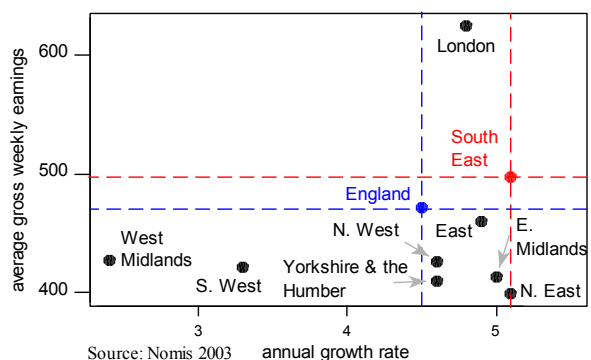 average gross weekly earnings
600
500
400
London
South
East
England
N. West
East
E.
Midlands
West
Midlands
S. West
Yorkshire & the
Humber
N. East
3
4
5
Source: Nomis 2003
annual growth rate